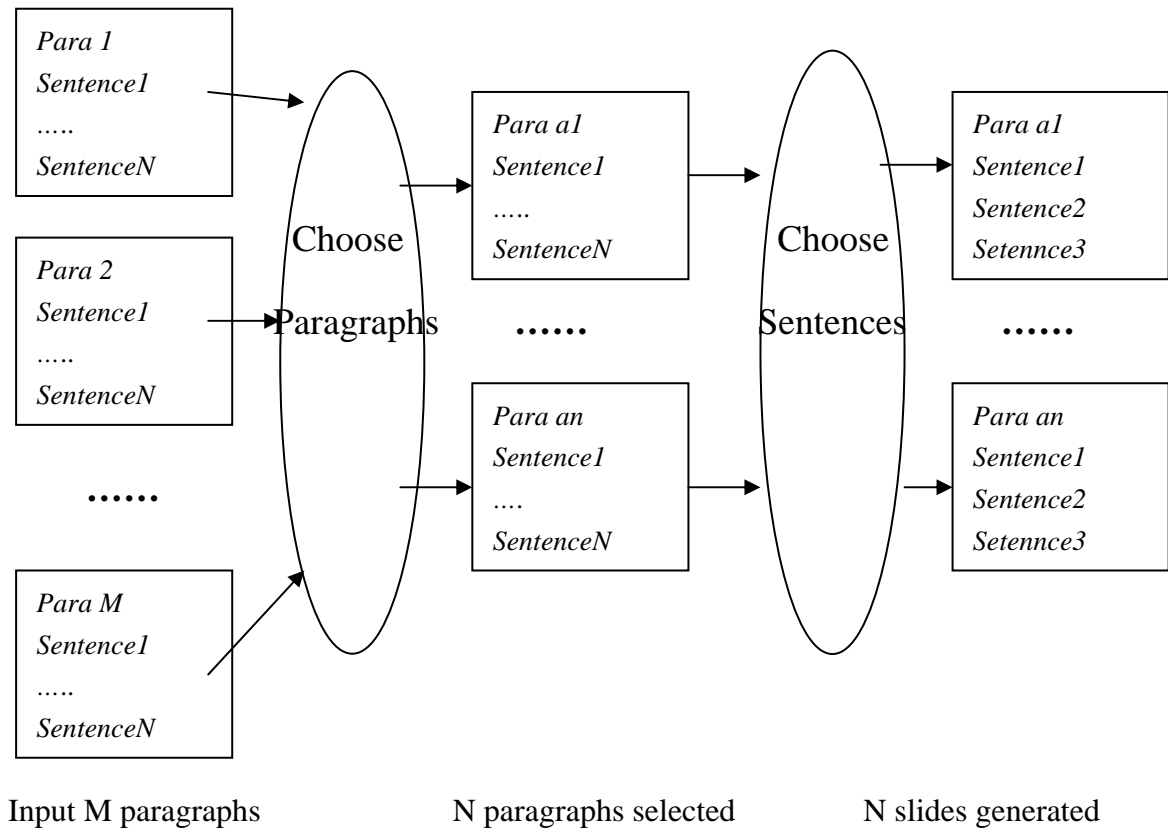 Para 1
Sentence1
…..
SentenceN
Para 2
Sentence1
…..
SentenceN
……
Para M
Sentence1
…..
SentenceN
Input M paragraphs
Choose
Paragraphs
Para a1
Sentence1
…..
SentenceN
……
Para an
Sentence1
….
SentenceN
N paragraphs selected
Choose
Sentences
Para a1
Sentence1
Sentence2
Setennce3
……
Para an
Sentence1
Sentence2
Setennce3
N slides generated